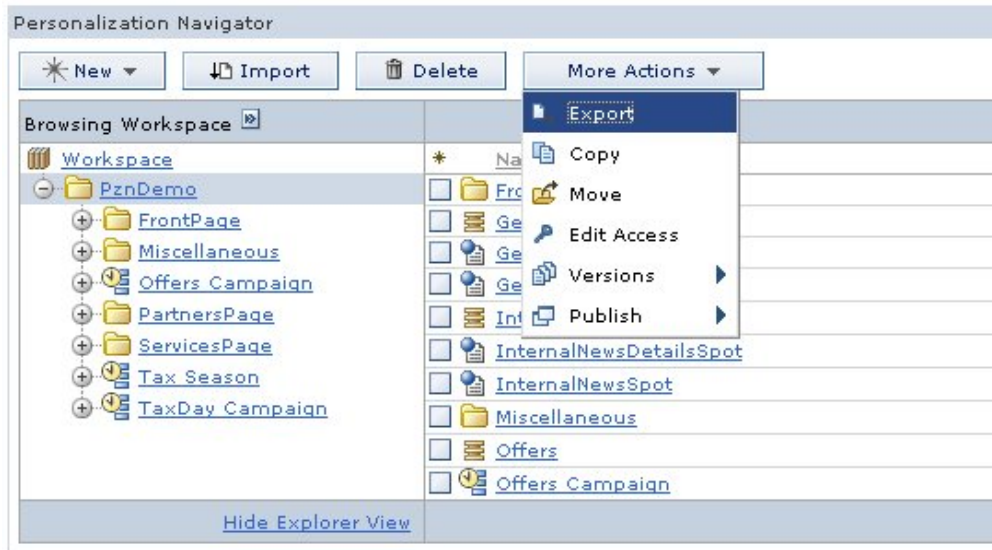 Personalization Navigator
New Import Delete More Actions
Export
Browsing Workspace
Copy
Workspace
Move
PznDemo
Edit Access
FrontPage
Versions
Miscellaneous
Publish
Offers Campaign
PartnersPage
ServicesPage
InternalNewsDetailsSpot
Tax Season
InternalNewsSpot
TaxDay Campaign
Miscellaneous
Offers
Offers Campaign
Hide Explorer View